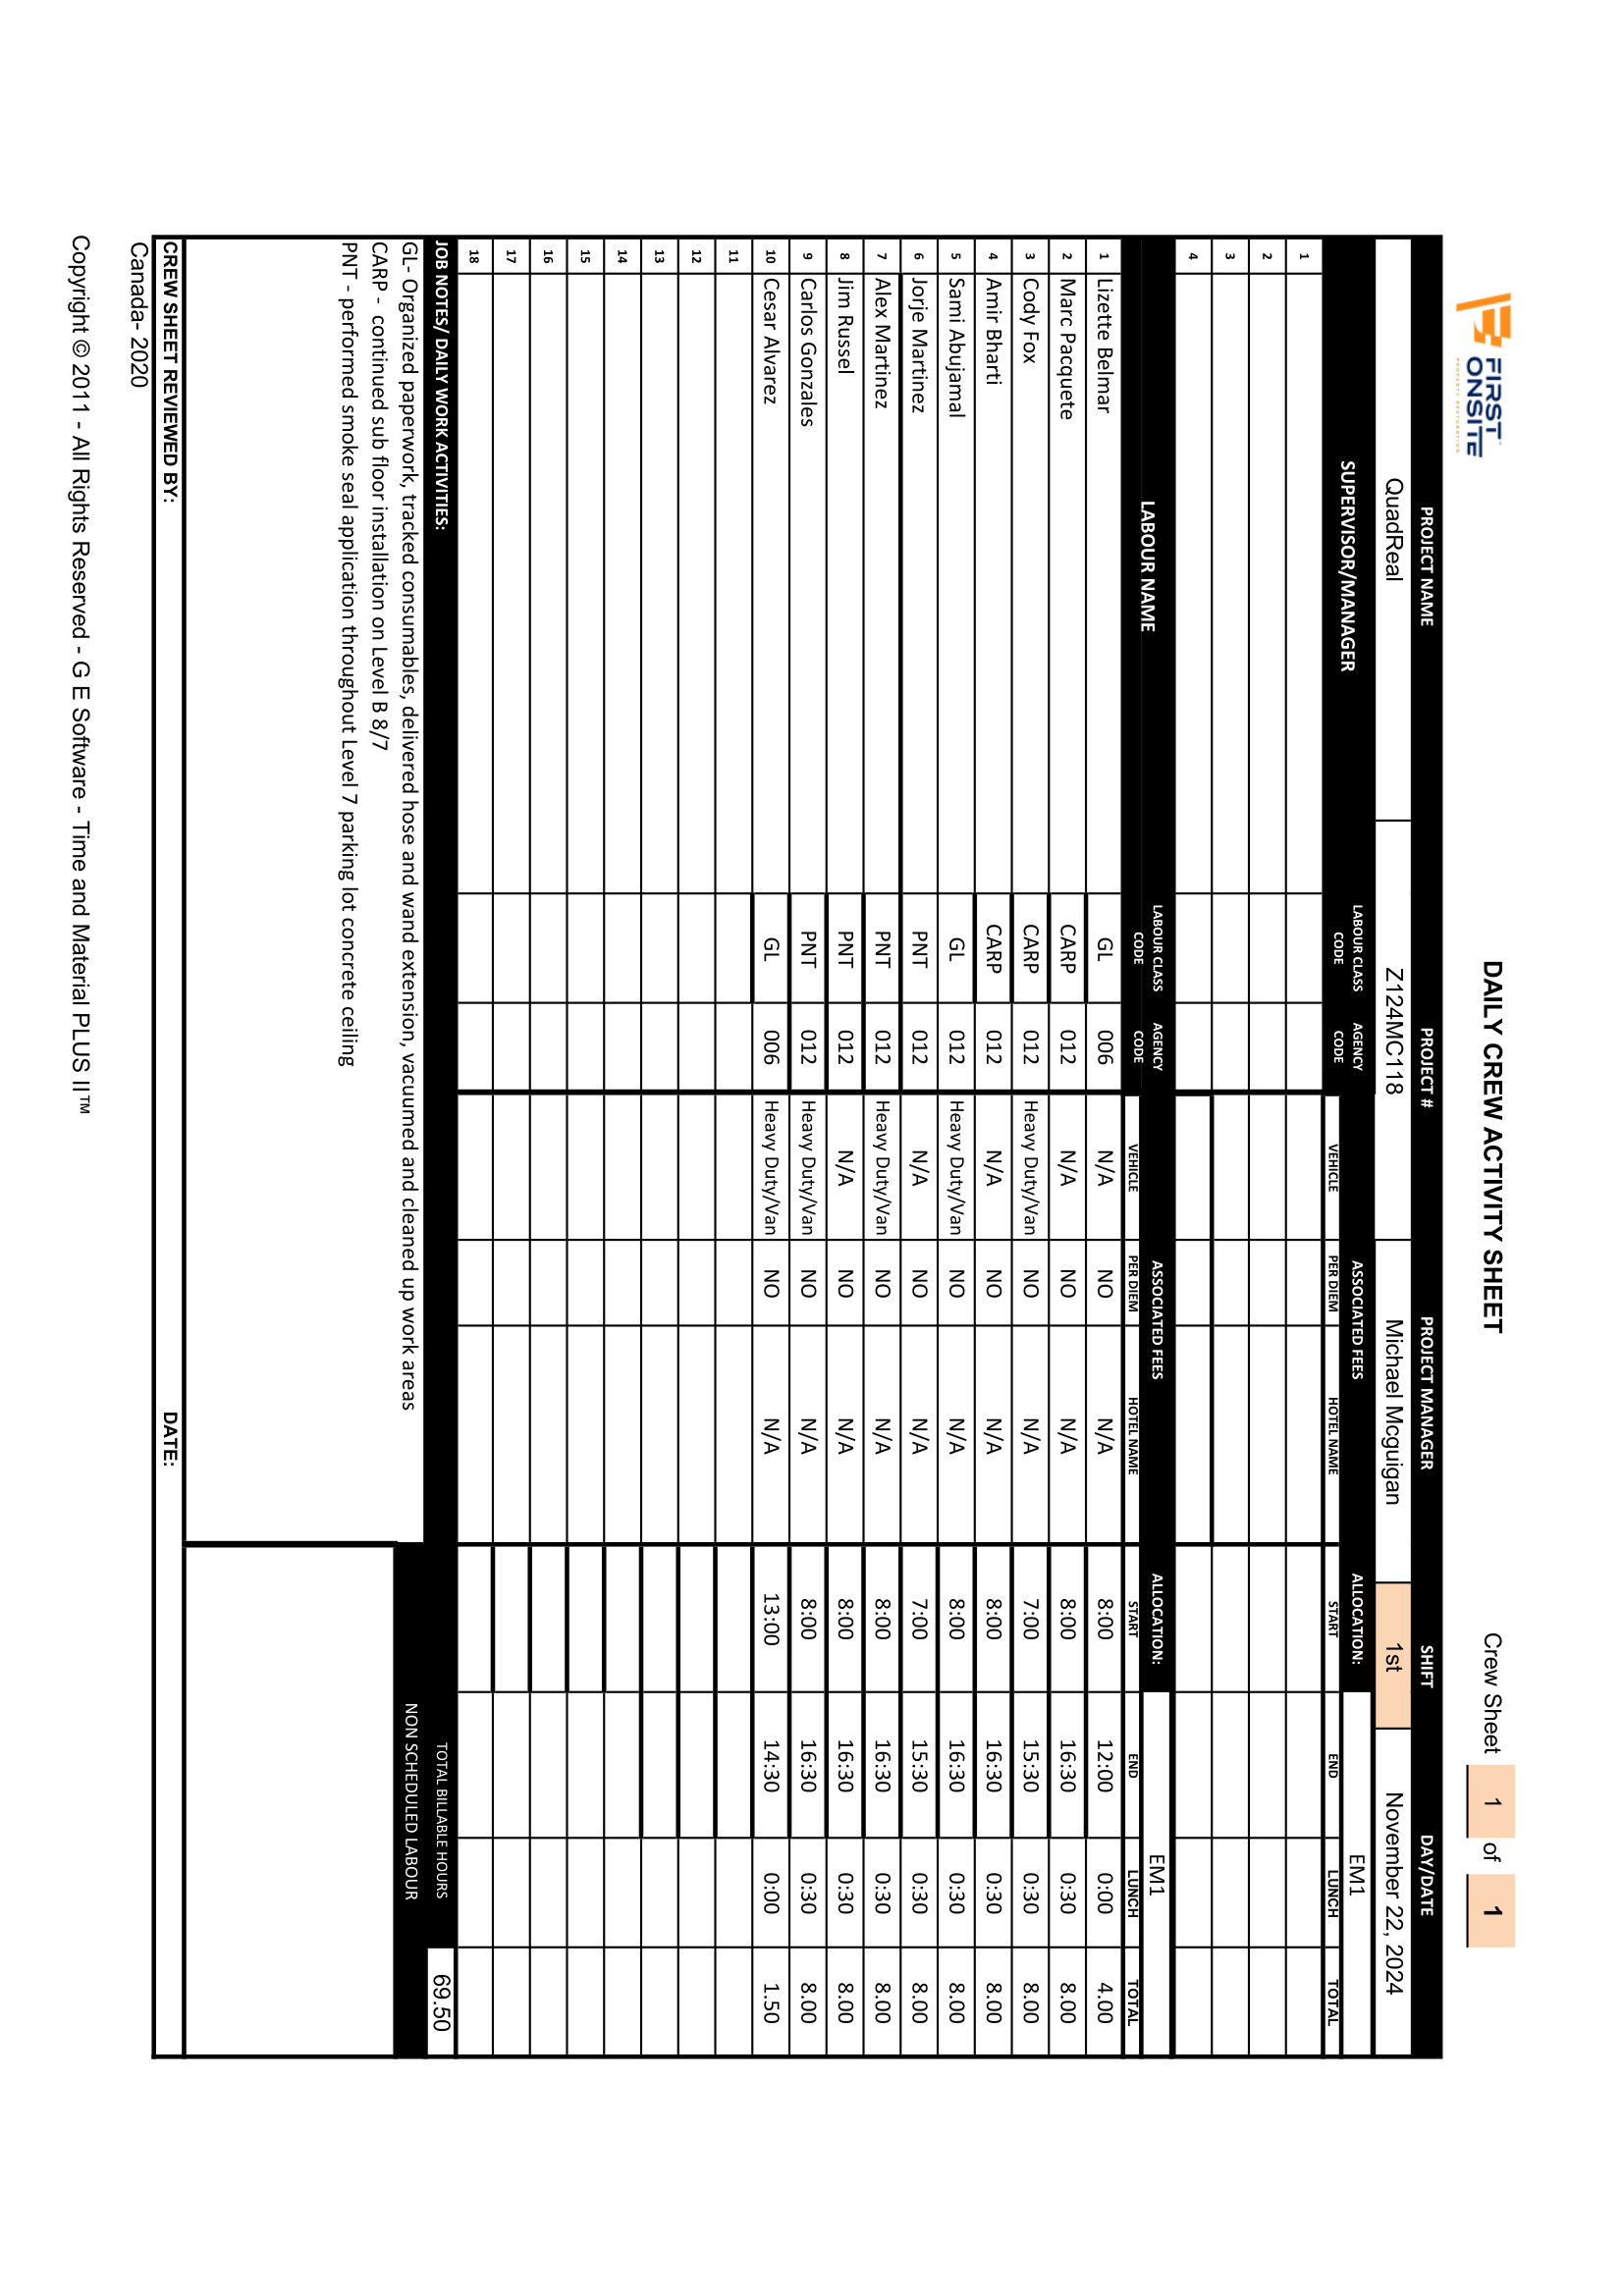 FIRST ONSITE
PROPERTY RESTORATION
DAILY CREW ACTIVITY SHEET
Crew Sheet 1 of 1
PROJECT NAME PROJECT # PROJECT MANAGER SHIFT DAY/DATE
QuadReal Z124MC118 Michael Mcguigan 1st November 22, 2024
SUPERVISOR/MANAGER LABOUR CLASS CODE AGENCY CODE ASSOCIATED FEES ALLOCATION: EM1
VEHICLE PER DIEM HOTEL NAME START END LUNCH TOTAL
1
2
3
4
LABOUR NAME LABOUR CLASS CODE AGENCY CODE ASSOCIATED FEES ALLOCATION: EM1
VEHICLE PER DIEM HOTEL NAME START END LUNCH TOTAL
1 Lizette Belmar GL 006 N/A NO N/A 8:00 12:00 0:00 4.00
2 Marc Pacquete CARP 012 N/A NO N/A 8:00 16:30 0:30 8.00
3 Cody Fox CARP 012 Heavy Duty/Van NO N/A 7:00 15:30 0:30 8.00
4 Amir Bharti CARP 012 N/A NO N/A 8:00 16:30 0:30 8.00
5 Sami Abujamal GL 012 Heavy Duty/Van NO N/A 8:00 16:30 0:30 8.00
6 Jorje Martinez PNT 012 N/A NO N/A 7:00 15:30 0:30 8.00
7 Alex Martinez PNT 012 Heavy Duty/Van NO N/A 8:00 16:30 0:30 8.00
8 Jim Russel PNT 012 N/A NO N/A 8:00 16:30 0:30 8.00
9 Carlos Gonzales PNT 012 Heavy Duty/Van NO N/A 8:00 16:30 0:30 8.00
10 Cesar Alvarez GL 006 Heavy Duty/Van NO N/A 13:00 14:30 0:00 1.50
11
12
13
14
15
16
17
18
JOB NOTES/ DAILY WORK ACTIVITIES: TOTAL BILLABLE HOURS 69.50
GL- Organized paperwork, tracked consumables, delivered hose and wand extension, vacuumed and cleaned up work areas
NON SCHEDULED LABOUR
CARP - continued sub floor installation on Level B 8/7
PNT - performed smoke seal application throughout Level 7 parking lot concrete ceiling
CREW SHEET REVIEWED BY: DATE:
Canada- 2020
Copyright © 2011 - All Rights Reserved - G E Software - Time and Material PLUS II™